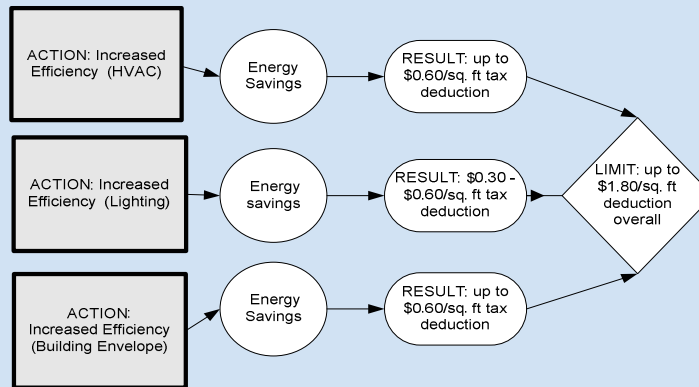 ACTION: Increased
Efficiency (HVAC)
Energy
Savings
RESULT: up to
$0.60/sq. ft tax
deduction
ACTION: Increased
Efficiency (Lighting)
Energy
savings
RESULT: $0.30 -
$0.60/sq. ft tax
deduction
LIMIT: up to
$1.80/sq. ft
deduction
overall
ACTION:
Increased Efficiency
(Building Envelope)
Energy
Savings
RESULT: up to
$0.60/sq. ft tax
deduction